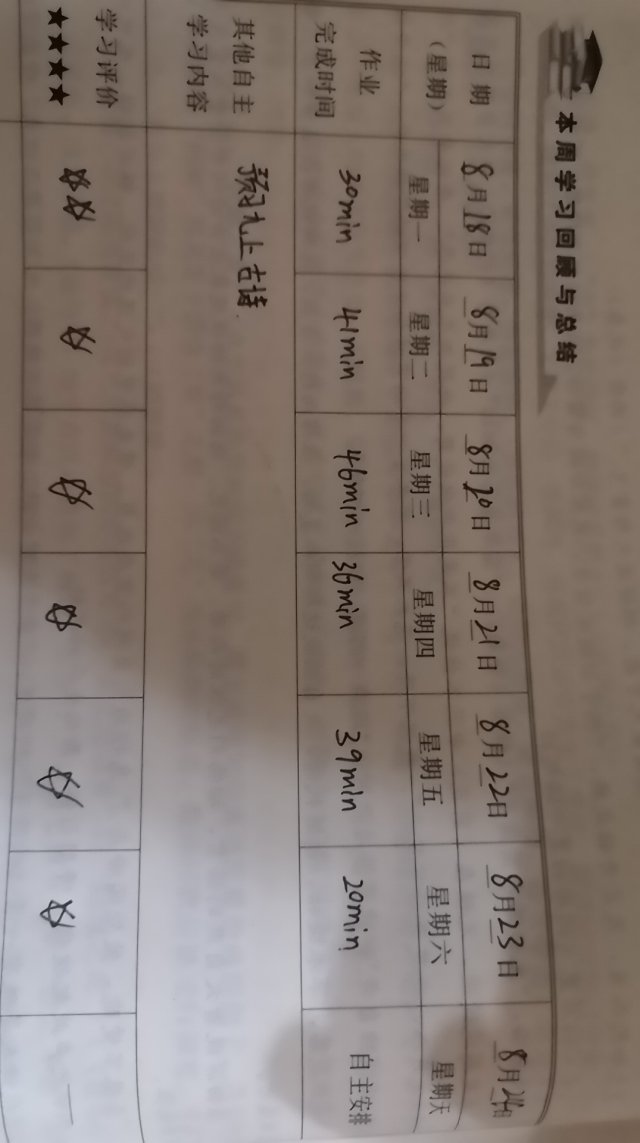 本周学习回顾与总结
日期 8月18日 8月19日 8月20日 8月21日 8月22日 8月23日 8月24日
（星期） 星期一 星期二 星期三 星期四 星期五 星期六 星期天
作业 完成时间 30min 41min 46min 36min 39min 20min 自主安排
其他自主 学习内容 预习九上古诗.
学习评价 ★★★★ ☆☆ ☆ ☆ ☆ ☆ ☆ —